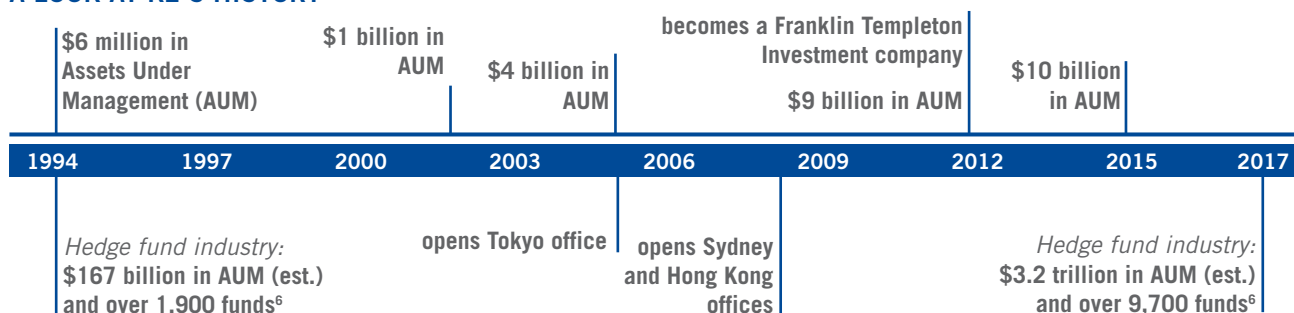 $6 million in
Assets Under
Management (AUM)
$1 billion in
AUM
$4 billion in
AUM
becomes a Franklin Templeton
Investment company
$9 billion in AUM
$10 billion
in AUM
1994 1997 2000 2003 2006 2009 2012 2015 2017
Hedge fund industry:
$167 billion in AUM (est.)
and over 1,900 funds⁶
opens Tokyo office
opens Sydney
and Hong Kong
offices
Hedge fund industry:
$3.2 trillion in AUM (est.)
and over 9,700 funds⁶